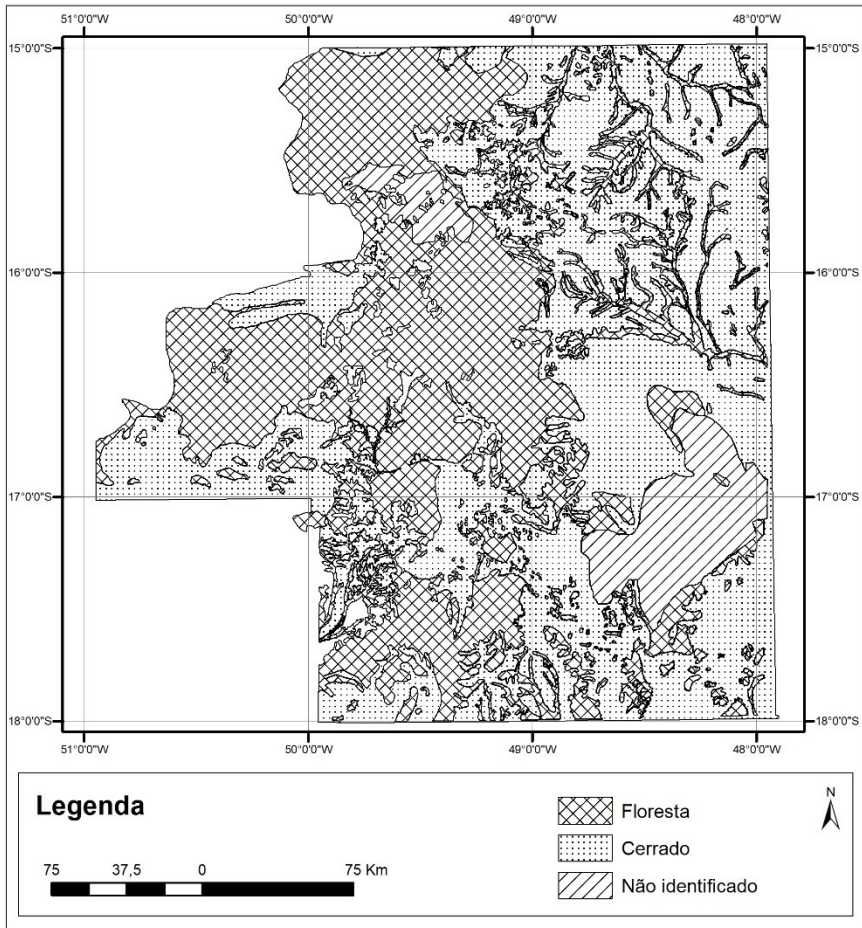 51°0'0"W 50°0'0"W 49°0'0"W 48°0'0"W
15°0'0"S 15°0'0"S
16°0'0"S 16°0'0"S
17°0'0"S 17°0'0"S
18°0'0"S 18°0'0"S
51°0'0"W 50°0'0"W 49°0'0"W 48°0'0"W
Legenda
75 37,5 0 75 Km
N
Floresta
Cerrado
Não identificado